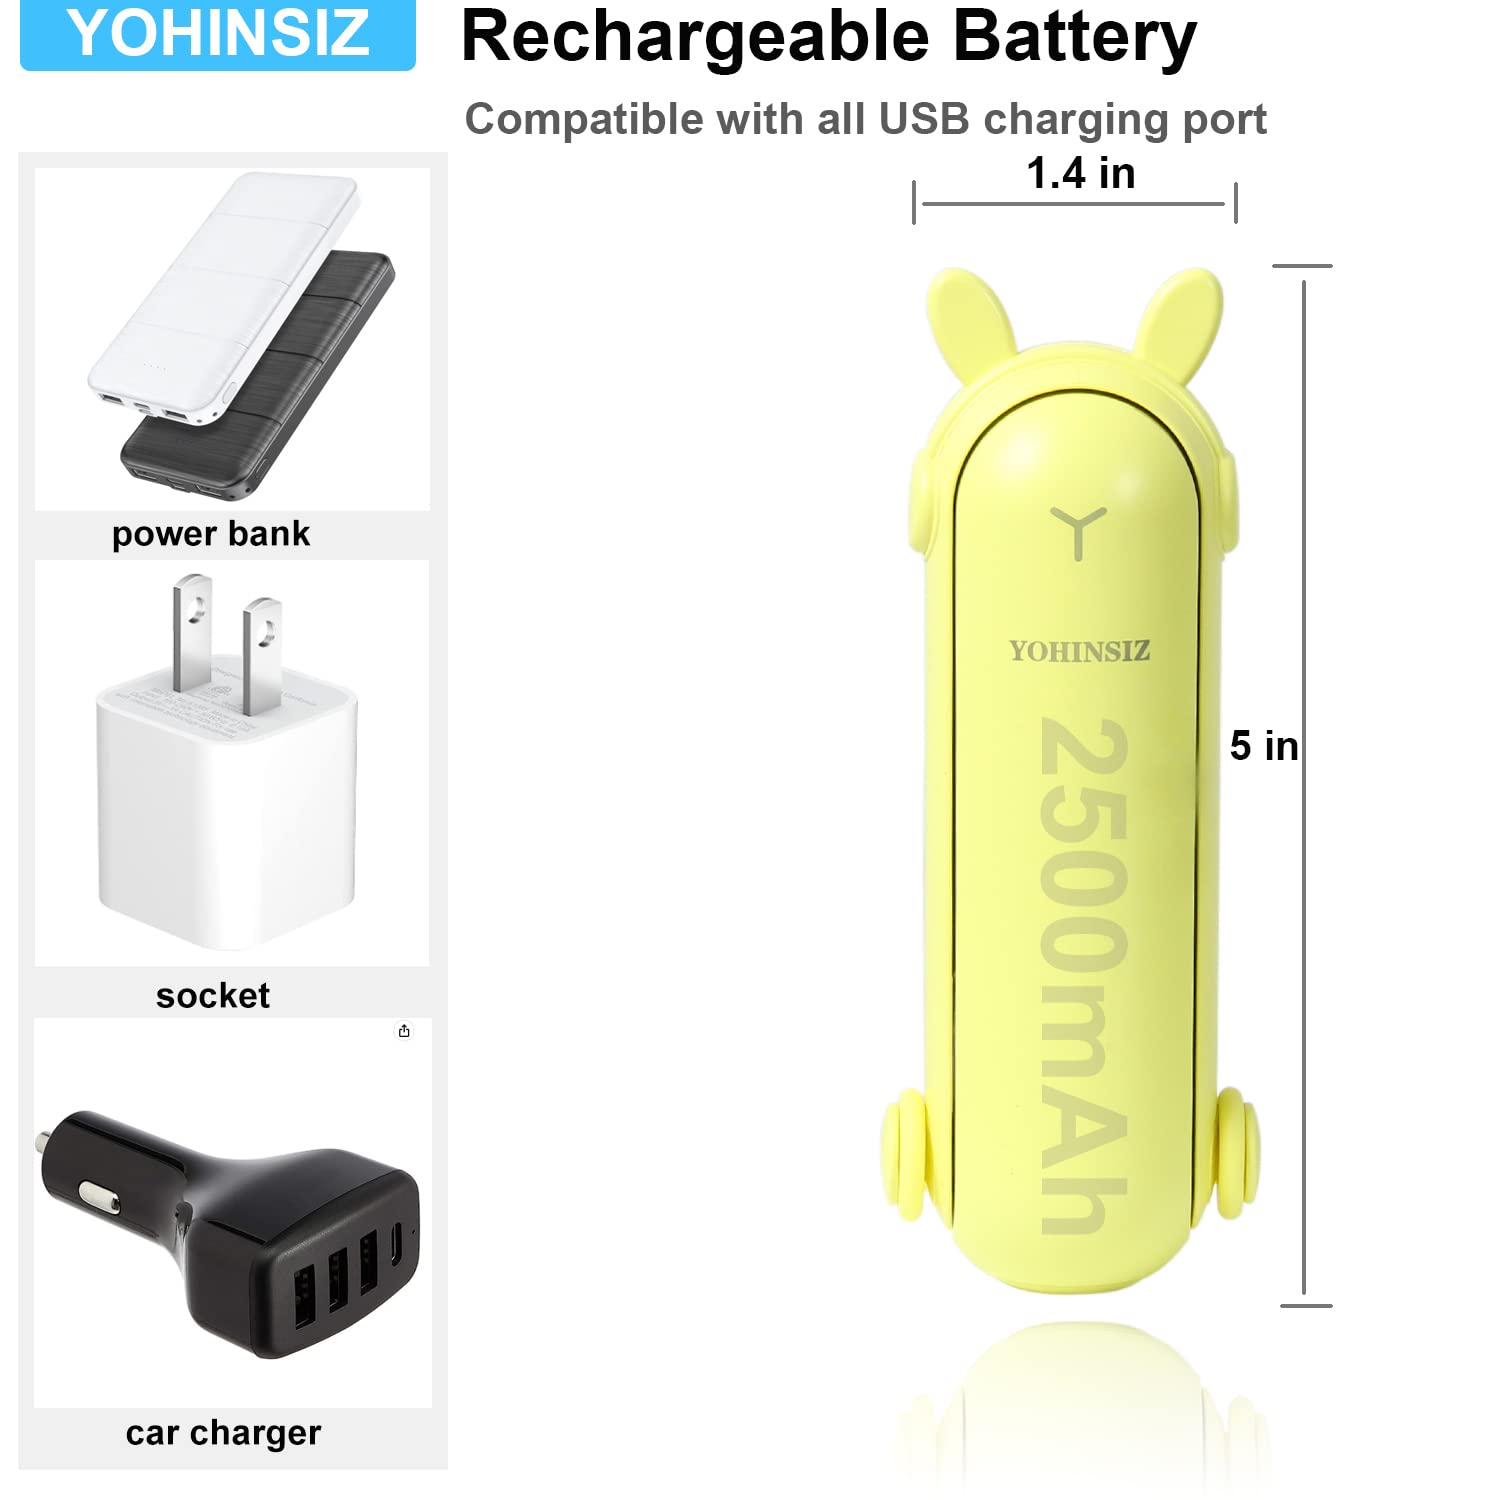 YOHINSIZ
Rechargeable Battery
Compatible with all USB charging port
1.4 in
YOHINSIZ
2500mAh
5 in
power bank
socket
car charger